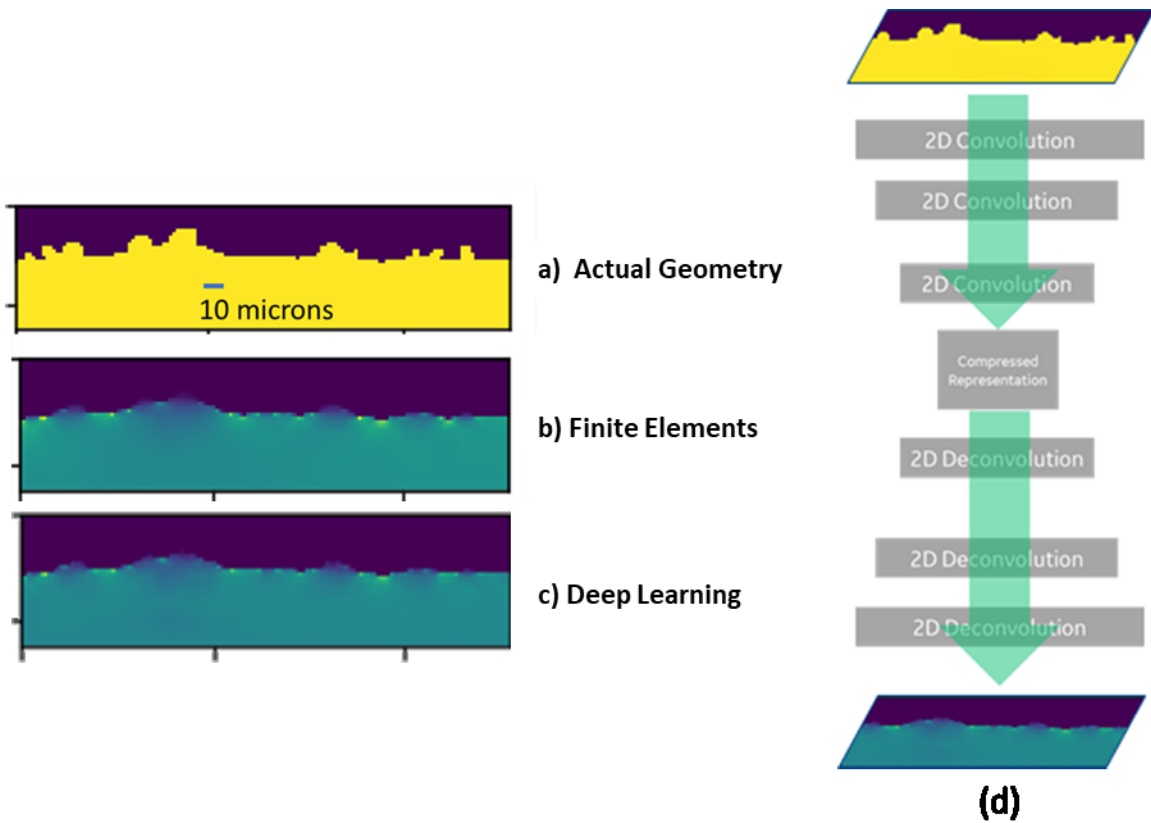 10 microns
a) Actual Geometry
b) Finite Elements
c) Deep Learning
2D Convolution
2D Convolution
2D Convolution
Compressed
Representation
2D Deconvolution
2D Deconvolution
2D Deconvolution
(d)